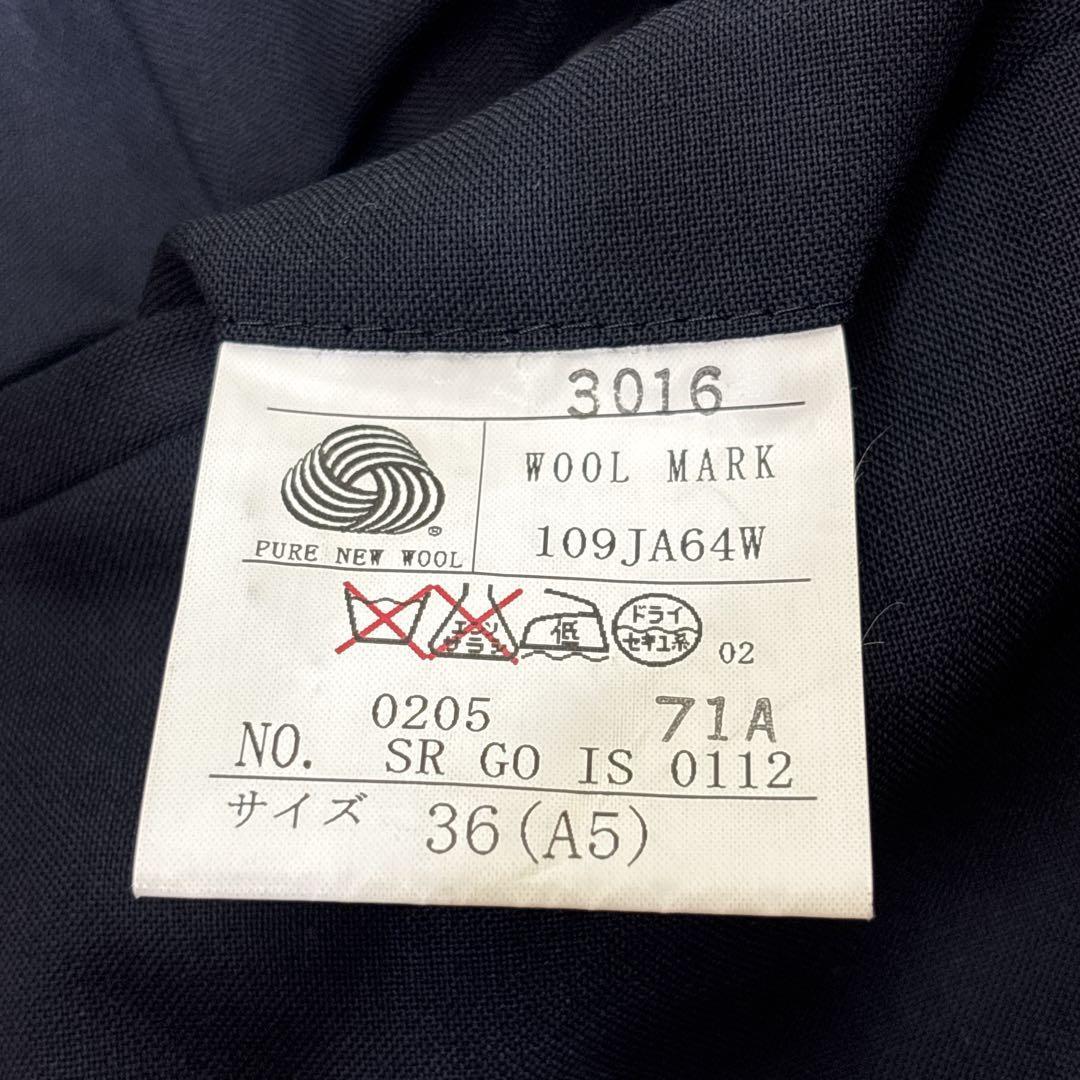 3016
WOOL MARK
109JA64W
PURE NEW WOOL
エンソ
サラシ
低
ドライ
セキユ系
02
0205
71A
NO. SR GO IS 0112
サイズ 36(A5)